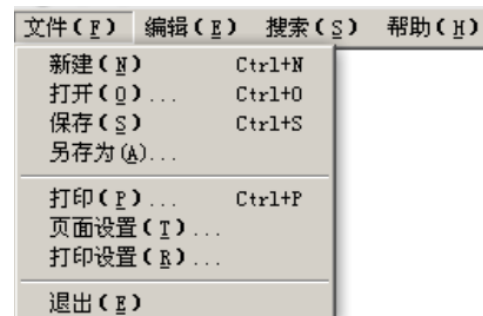 文件(F) 编辑(E) 搜索(S) 帮助(H)
新建(N) Ctrl+N
打开(O)... Ctrl+O
保存(S) Ctrl+S
另存为(A)...
打印(P)... Ctrl+P
页面设置(T)...
打印设置(R)...
退出(E)